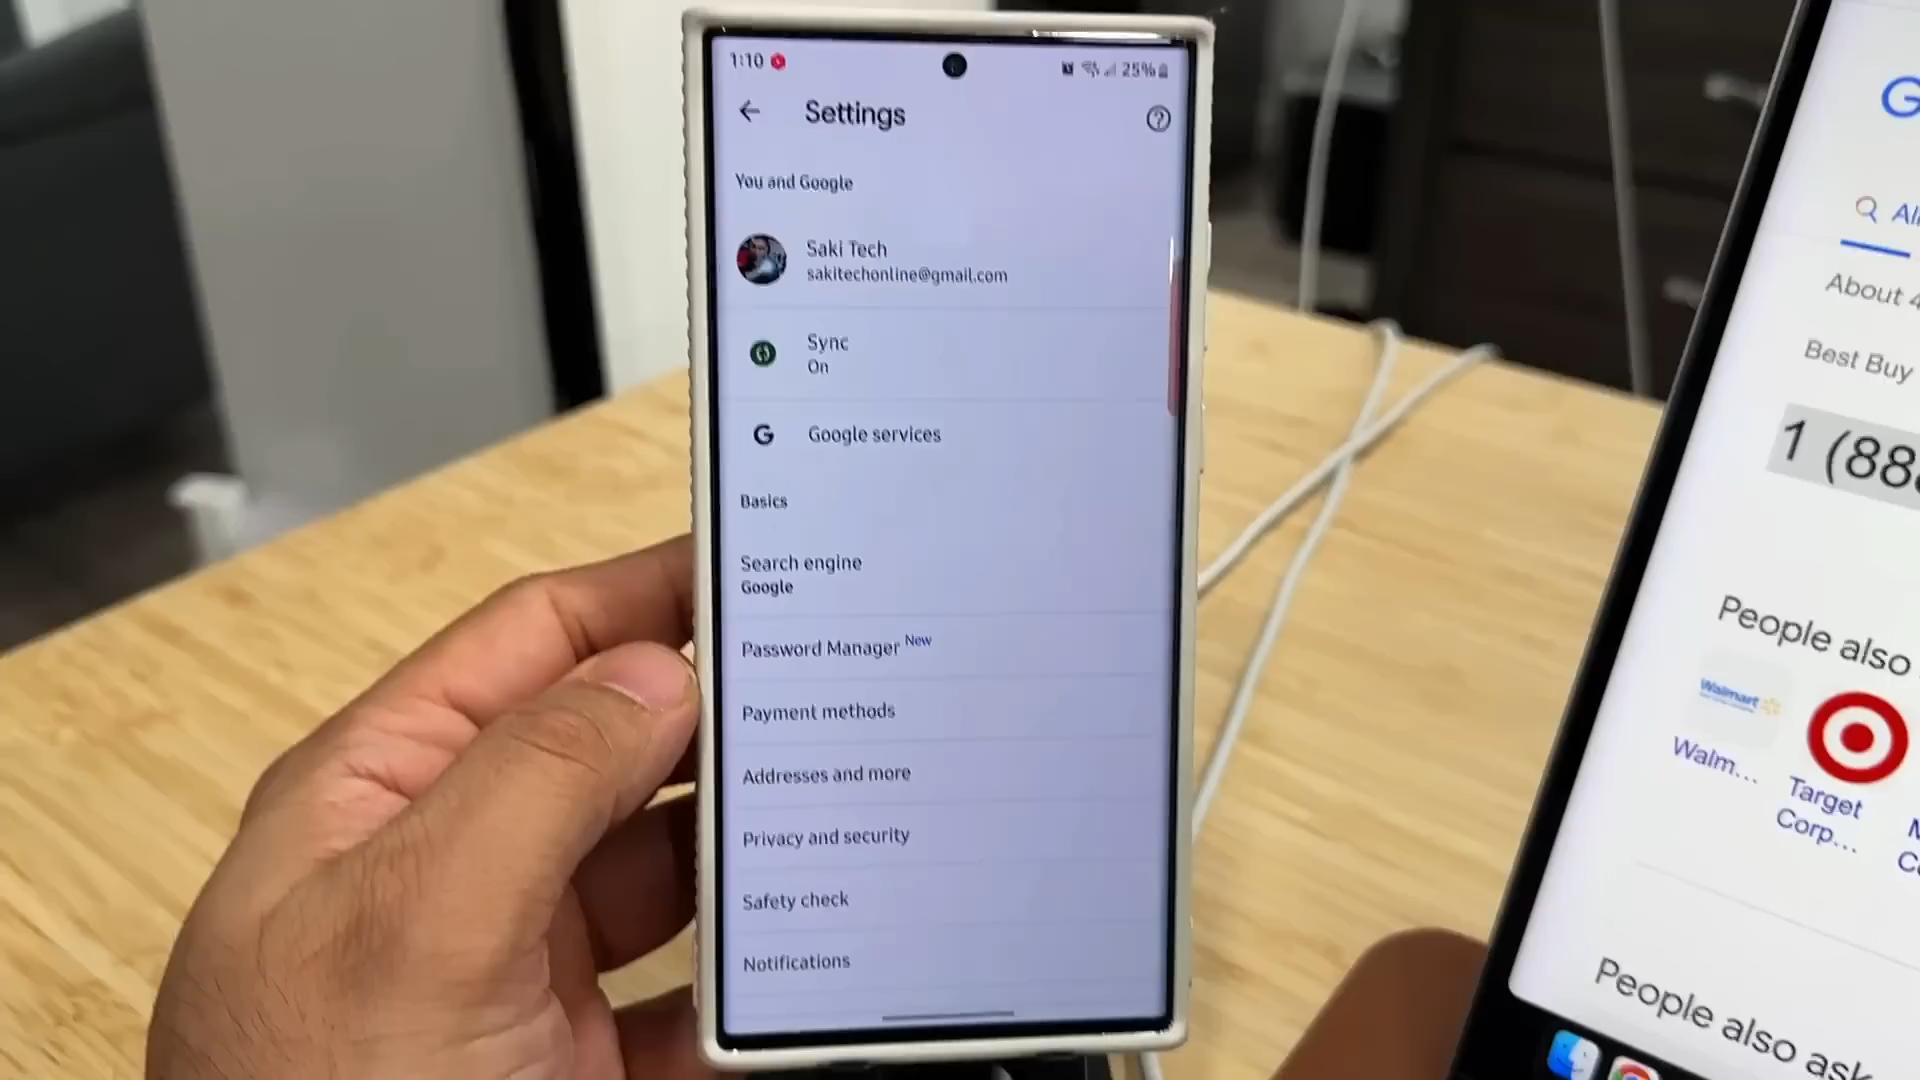 1:10
25%
Settings
You and Google
Saki Tech
sakitechonline@gmail.com
Sync
On
G
Google services
Basics
Search engine
Google
Password Manager New
Payment methods
Addresses and more
Privacy and security
Safety check
Notifications
G
About 4
Best Buy
1 (88
People also
Walmart
Walm...
Target
Corp...
People also ask